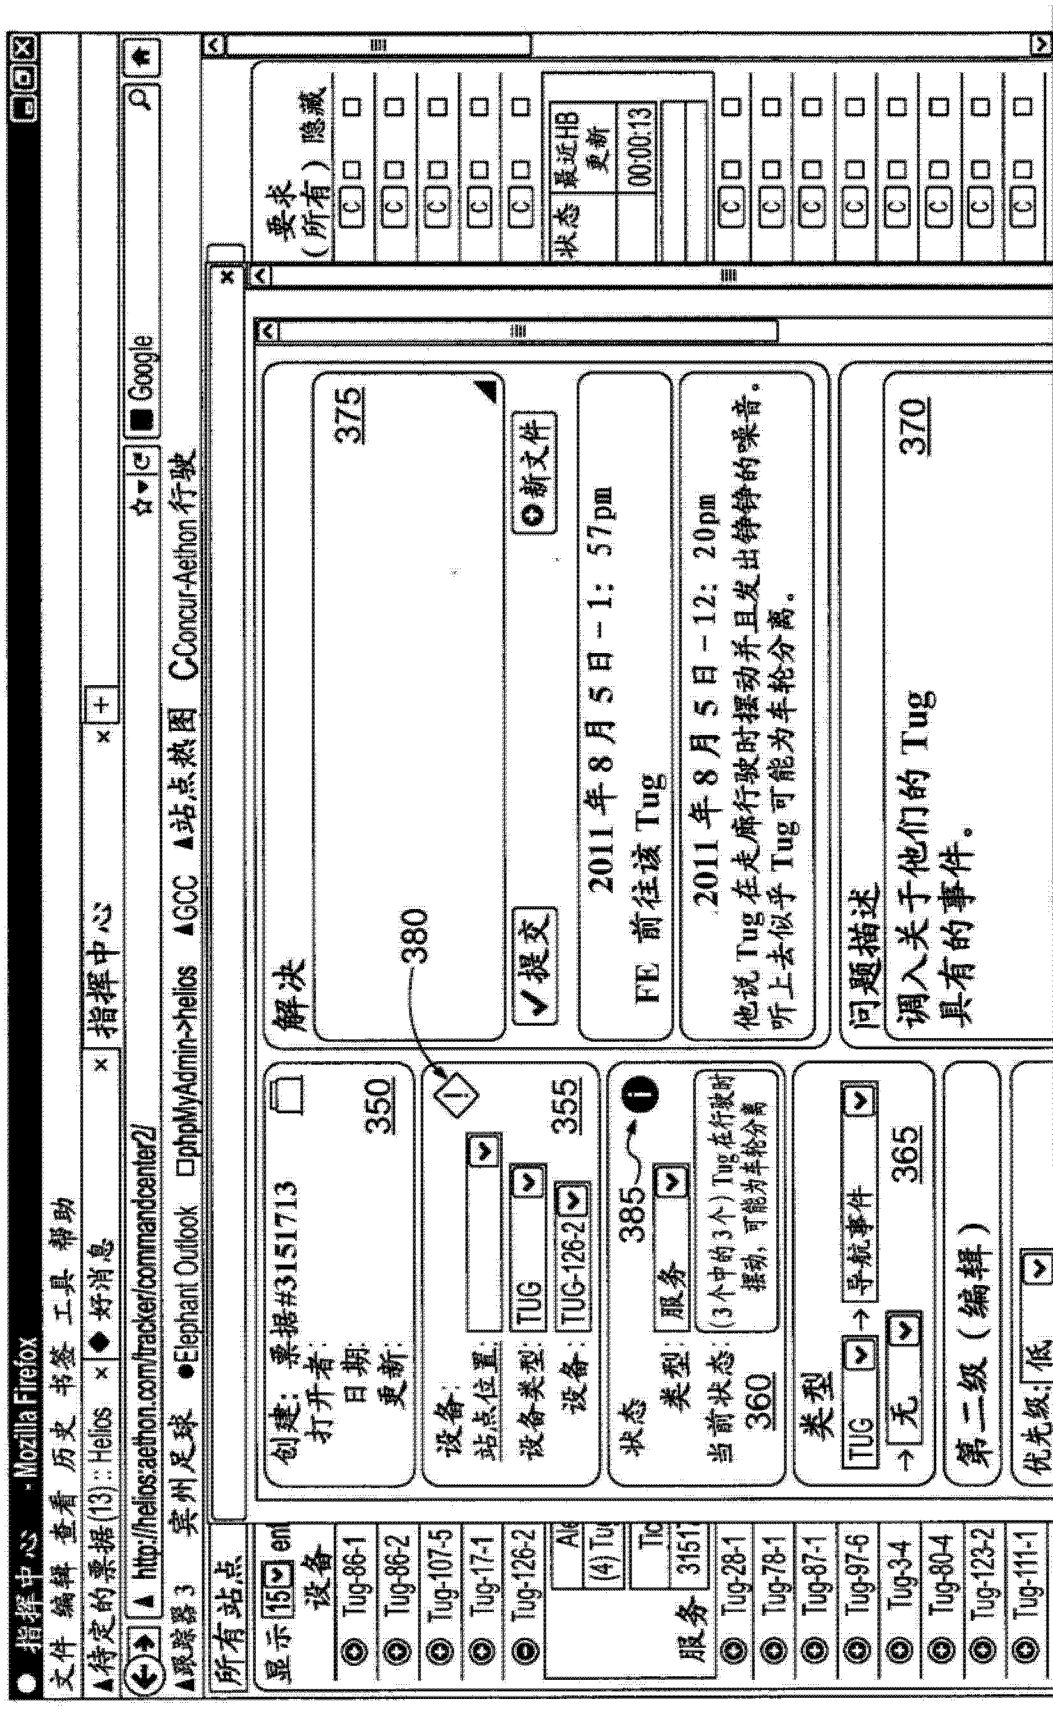 指挥中心 - Mozilla Firefox
文件 编辑 查看 历史 书签 工具 帮助
▲待定的票据(13) :: Helios × ◆ 好消息 × 指挥中心 × +
▲ http://helios:aethon.com/tracker/commandcenter2/ Google
▲跟踪器 3 宾州足球 ●Elephant Outlook □phpMyAdmin->helios ▲GCC ▲站点热图 CConcur-Aethon 行驶
所有站点
×
显示 15 ent
设备
要求
(所有) 隐藏
Tug-86-1 C
Tug-86-2 C
Tug-107-5 C
Tug-17-1 C
Tug-126-2 C
Ale
(4) Tug
状态 最近HB
更新
00:00:13
Tic
服务 31517
Tug-28-1 C
Tug-78-1 C
Tug-87-1 C
Tug-97-6 C
Tug-3-4 C
Tug-80-4 C
Tug-123-2 C
Tug-111-1 C
创建: 票据#3151713
打开者:
日期:
更新:
350
380
设备:
站点位置:
设备类型: TUG
设备: TUG-126-2
355
状态
385
类型: 服务
当前状态: (3个中的3个) Tug在行驶时
摆动, 可能为车轮分离
360
类型
TUG → 导航事件
→ 无
365
第二级 (编辑)
优先级: 低
解决
375
✓提交
新文件
2011年8月5日-1: 57pm
FE 前往该 Tug
2011年8月5日-12: 20pm
他说 Tug 在走廊行驶时摆动并且发出铮铮的噪音。
听上去似乎 Tug 可能为车轮分离。
问题描述
调入关于他们的 Tug
具有的事件。
370